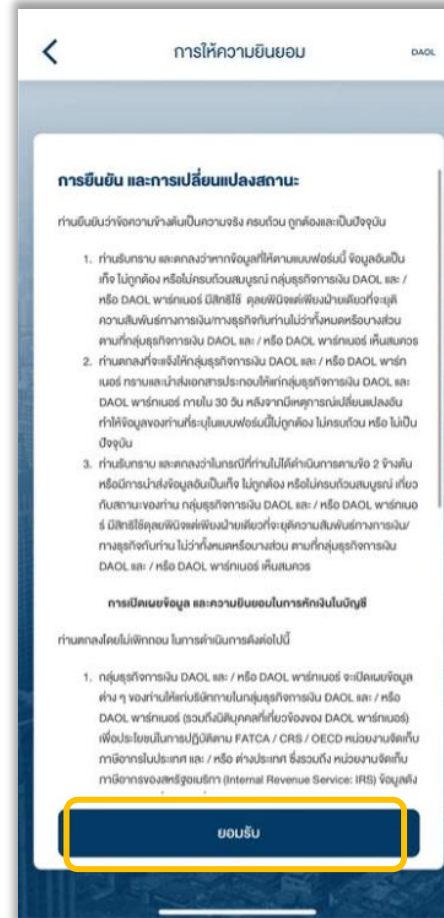 การให้ความยินยอม
DAOL
การยืนยัน และการเปลี่ยนแปลงสถานะ
ท่านยืนยันว่าข้อความข้างต้นเป็นความจริง ครบถ้วน ถูกต้องและเป็นปัจจุบัน
1. ท่านรับทราบ และตกลงว่าหากข้อมูลที่ให้ตามแบบฟอร์มนี้ ข้อมูลอันเป็น
เท็จ ไม่ถูกต้อง หรือไม่ครบถ้วนสมบูรณ์ กลุ่มธุรกิจการเงิน DAOL และ /
หรือ DAOL พาร์ทเนอร์ มีสิทธิใช้ ดุลยพินิจแต่เพียงฝ่ายเดียวที่จะยุติ
ความสัมพันธ์ทางการเงิน/ทางธุรกิจกับท่านไม่ว่าทั้งหมดหรือบางส่วน
ตามที่กลุ่มธุรกิจการเงิน DAOL และ / หรือ DAOL พาร์ทเนอร์ เห็นสมควร
2. ท่านตกลงที่จะแจ้งให้กลุ่มธุรกิจการเงิน DAOL และ / หรือ DAOL พาร์ท
เนอร์ ทราบและนำส่งเอกสารประกอบให้แก่กลุ่มธุรกิจการเงิน DAOL และ
DAOL พาร์ทเนอร์ ภายใน 30 วัน หลังจากมีเหตุการณ์เปลี่ยนแปลงอัน
ทำให้ข้อมูลของท่านที่ระบุในแบบฟอร์มนี้ไม่ถูกต้อง ไม่ครบถ้วน หรือ ไม่เป็น
ปัจจุบัน
3. ท่านรับทราบ และตกลงว่าในกรณีที่ท่านไม่ได้ดำเนินการตามข้อ 2 ข้างต้น
หรือมีการนำส่งข้อมูลอันเป็นเท็จ ไม่ถูกต้อง หรือไม่ครบถ้วนสมบูรณ์ เกี่ยว
กับสถานะของท่าน กลุ่มธุรกิจการเงิน DAOL และ / หรือ DAOL พาร์ทเนอ
ร์ มีสิทธิใช้ดุลยพินิจแต่เพียงฝ่ายเดียวที่จะยุติความสัมพันธ์ทางการเงิน/
ทางธุรกิจกับท่าน ไม่ว่าทั้งหมดหรือบางส่วน ตามที่กลุ่มธุรกิจการเงิน
DAOL และ / หรือ DAOL พาร์ทเนอร์ เห็นสมควร
การเปิดเผยข้อมูล และความยินยอมในการหักเงินในบัญชี
ท่านตกลงโดยไม่เพิกถอน ในการดำเนินการดังต่อไปนี้
1. กลุ่มธุรกิจการเงิน DAOL และ / หรือ DAOL พาร์ทเนอร์ จะเปิดเผยข้อมูล
ต่าง ๆ ของท่านให้แก่บริษัทภายในกลุ่มธุรกิจการเงิน DAOL และ / หรือ
DAOL พาร์ทเนอร์ (รวมถึงนิติบุคคลที่เกี่ยวข้องของ DAOL พาร์ทเนอร์)
เพื่อประโยชน์ในการปฏิบัติตาม FATCA / CRS / OECD หน่วยงานจัดเก็บ
ภาษีอากรในประเทศ และ / หรือ ต่างประเทศ ซึ่งรวมถึง หน่วยงานจัดเก็บ
ภาษีอากรของสหรัฐอเมริกา (Internal Revenue Service: IRS) ข้อมูลดัง
ยอมรับ